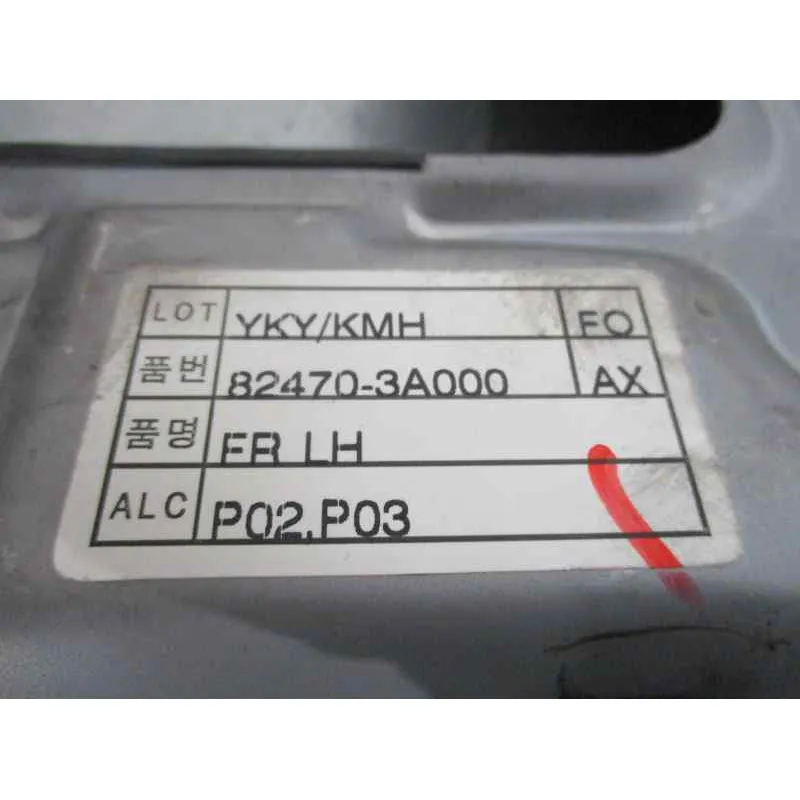 LOT YKY/KMH FO
품번 82470-3A000 AX
품명 FR LH
ALC P02,P03